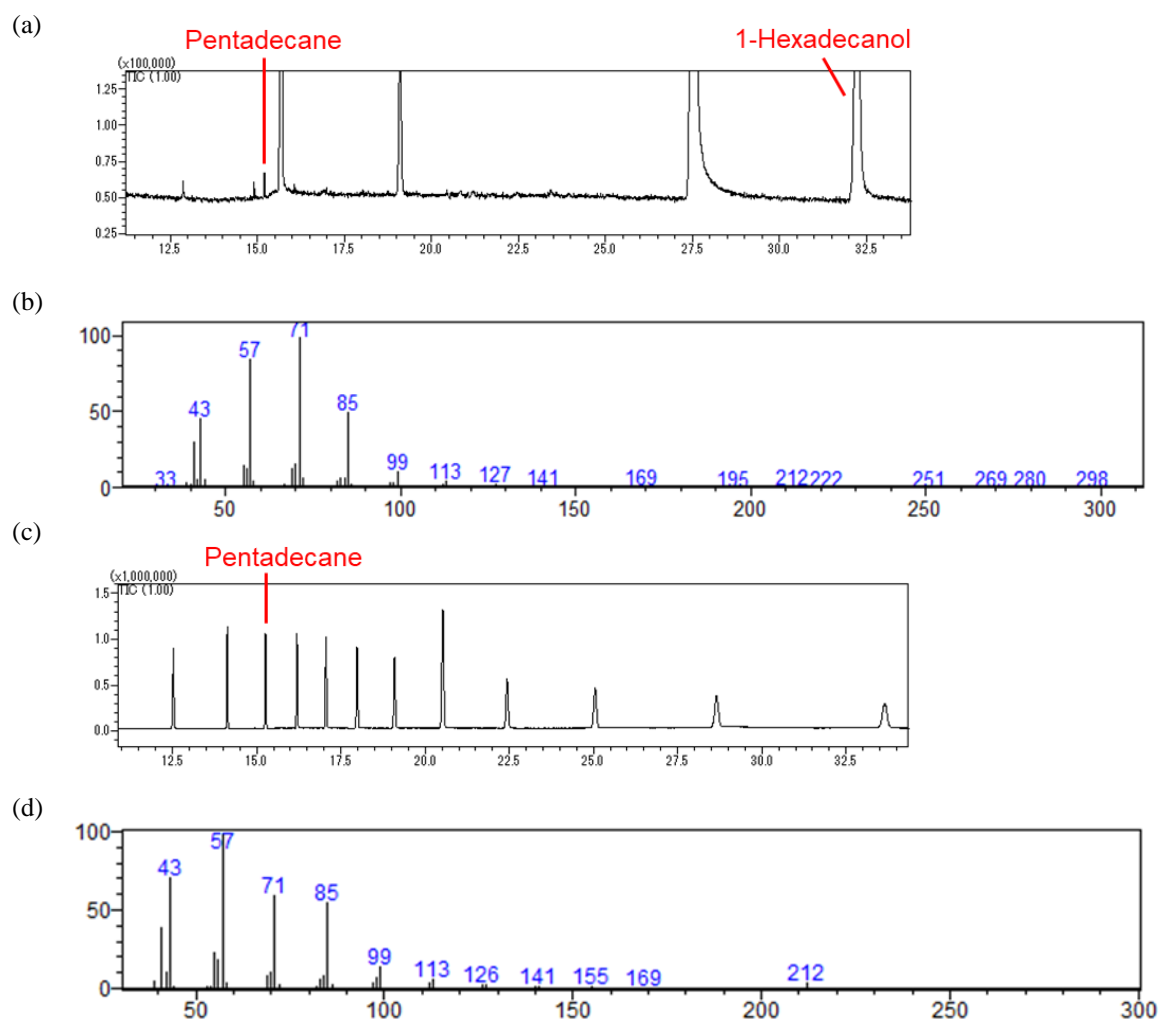 (a)
Pentadecane
1-Hexadecanol
(x100,000)
TIC (1.00)
1.25
1.00
0.75
0.50
0.25
12.5 15.0 17.5 20.0 22.5 25.0 27.5 30.0 32.5
(b)
100
50
0
33 43 57 71 85 99 113 127 141 169 195 212 222 251 269 280 298
50 100 150 200 250 300
(c)
Pentadecane
(x1,000,000)
TIC (1.00)
1.5
1.0
0.5
0.0
12.5 15.0 17.5 20.0 22.5 25.0 27.5 30.0 32.5
(d)
100
50
0
43 57 71 85 99 113 126 141 155 169 212
50 100 150 200 250 300